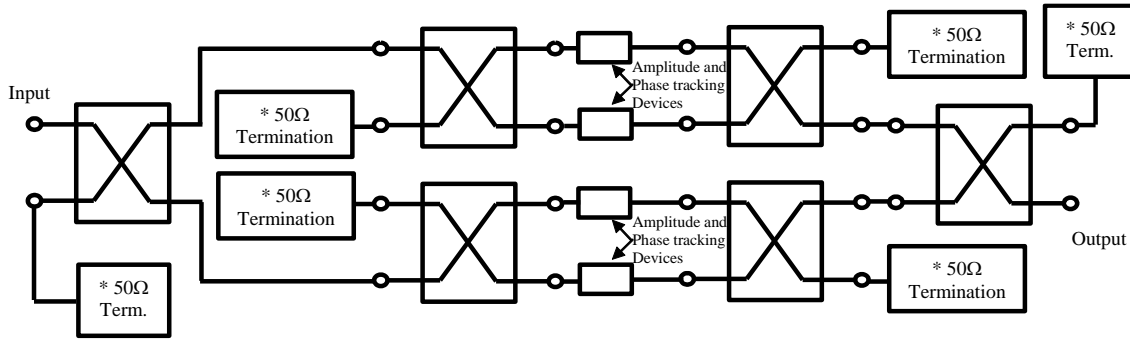 * 50Ω
Termination
* 50Ω
Term.
Input
Amplitude and
Phase tracking
Devices
* 50Ω
Termination
* 50Ω
Termination
Amplitude and
Phase tracking
Devices
Output
* 50Ω
Term.
* 50Ω
Termination